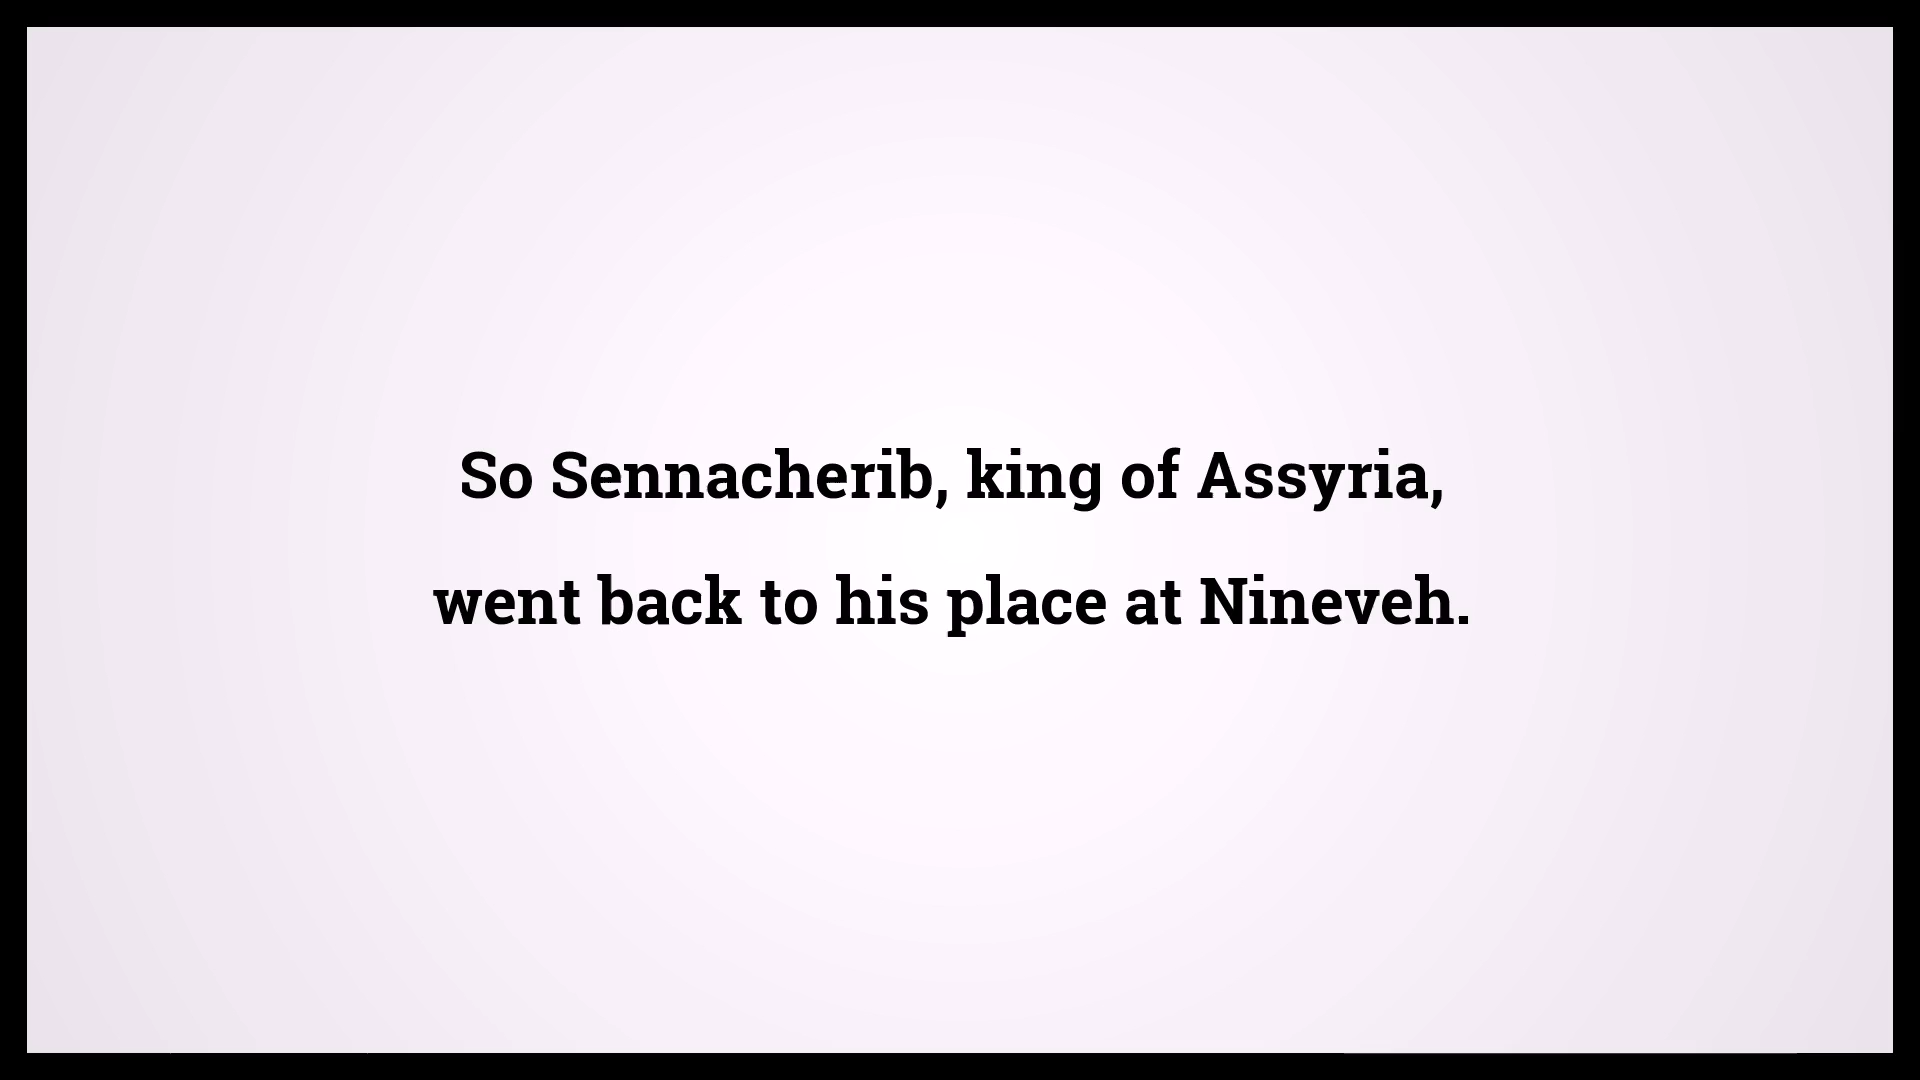 So Sennacherib, king of Assyria,
went back to his place at Nineveh.